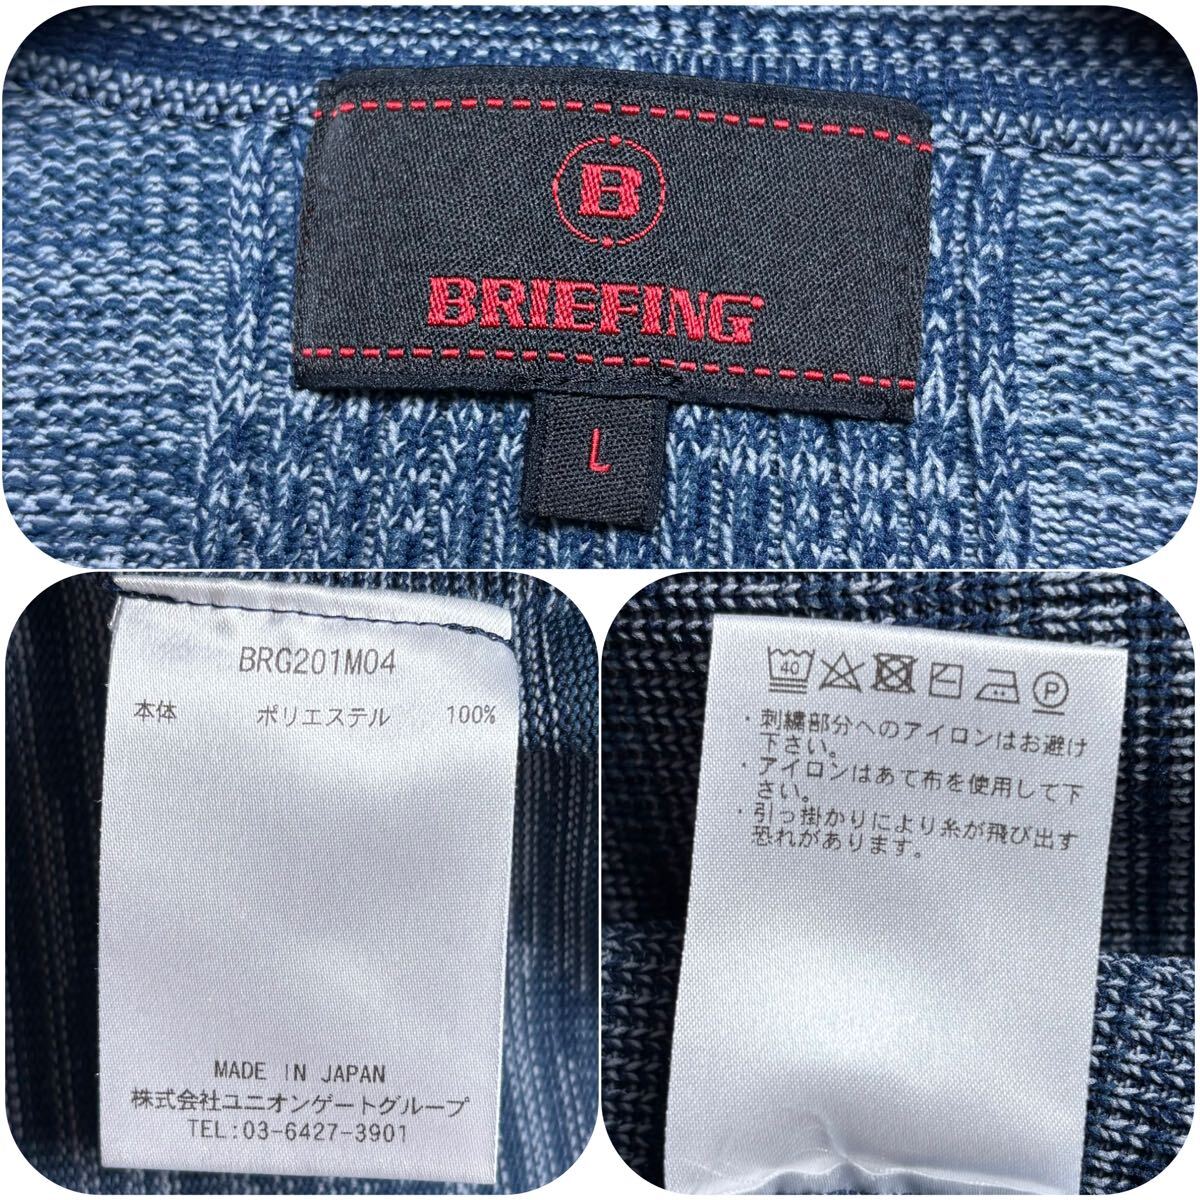 B
BRIEFING
L
BRG201M04
本体 ポリエステル 100%
MADE IN JAPAN
株式会社ユニオンゲートグループ
TEL:03-6427-3901
40
P
・刺繍部分へのアイロンはお避け
下さい。
・アイロンはあて布を使用して下
さい。
・引っ掛かりにより糸が飛び出す
恐れがあります。